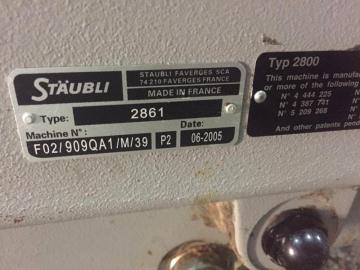 STÄUBLI
STAUBLI FAVERGES SCA
74210 FAVERGES FRANCE
MADE IN FRANCE
Type: 2861
Machine N°: Date:
F02/909QA1/M/39 P2 06-2005
Typ 2800
This machine is manufa
or more of the following
N° 4 444 225
N° 4 387 741
N° 5 209 268
And other patents pend